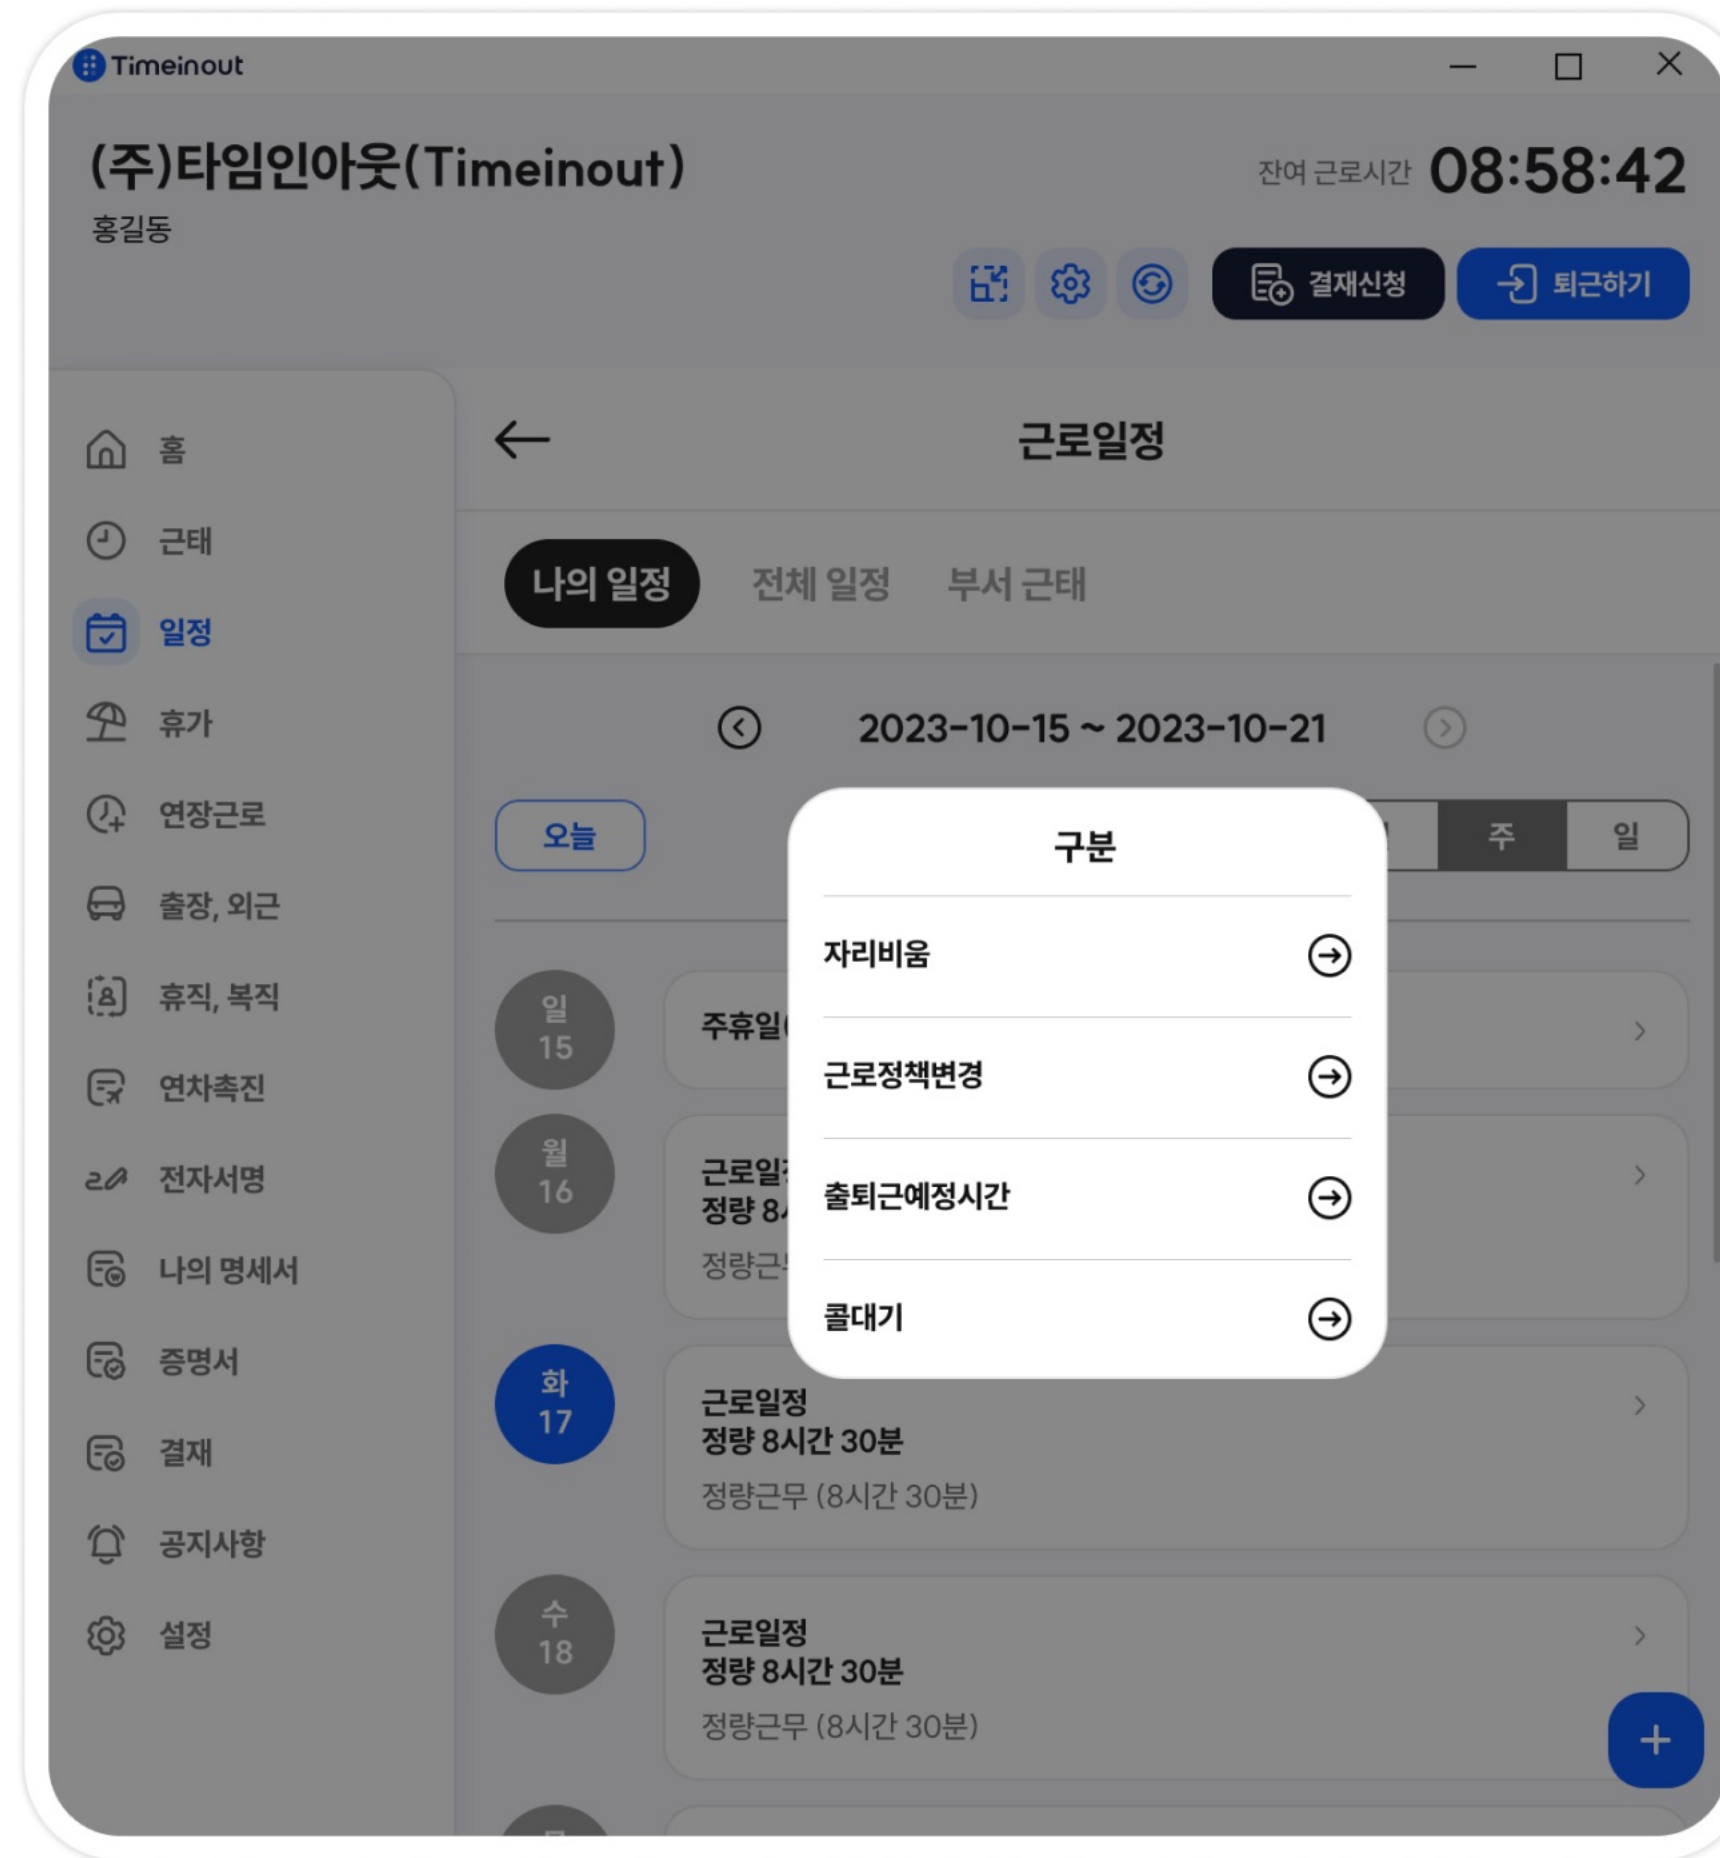 Timeinout
(주)타임인아웃(Timeinout)
홍길동
잔여 근로시간 08:58:42
결재신청
퇴근하기
홈
근태
일정
휴가
연장근로
출장, 외근
휴직, 복직
연차촉진
전자서명
나의 명세서
증명서
결재
공지사항
설정
근로일정
나의 일정 전체 일정 부서 근태
2023-10-15 ~ 2023-10-21
오늘
주 일
구분
자리비움
근로정책변경
출퇴근예정시간
콜대기
일
15
주휴일
월
16
정량
화
17
근로일정
정량 8시간 30분
정량근무 (8시간 30분)
수
18
근로일정
정량 8시간 30분
정량근무 (8시간 30분)